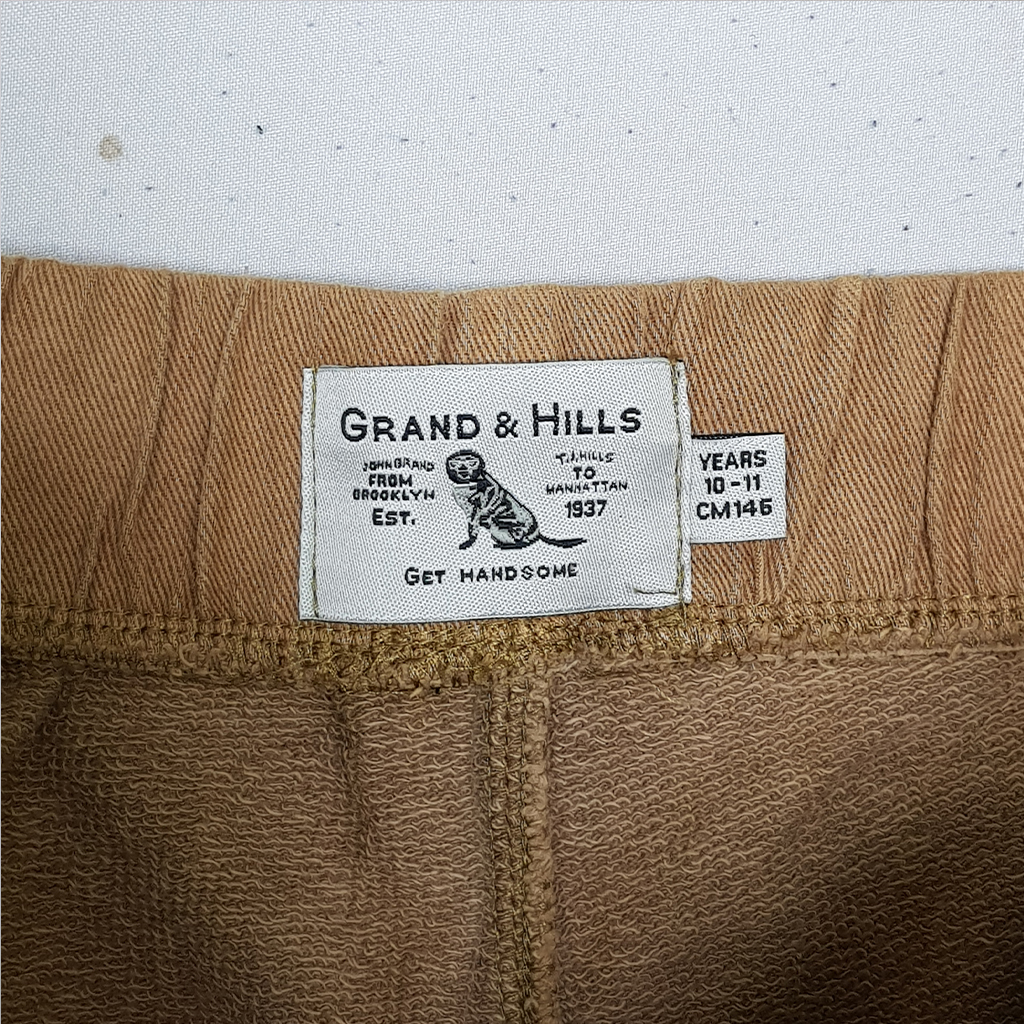 GRAND & HILLS
JOHN GRAND
FROM
BROOKLYN
EST.
T.J. HILLS
TO
MANHATTAN
1937
GET HANDSOME
YEARS
10-11
CM 146